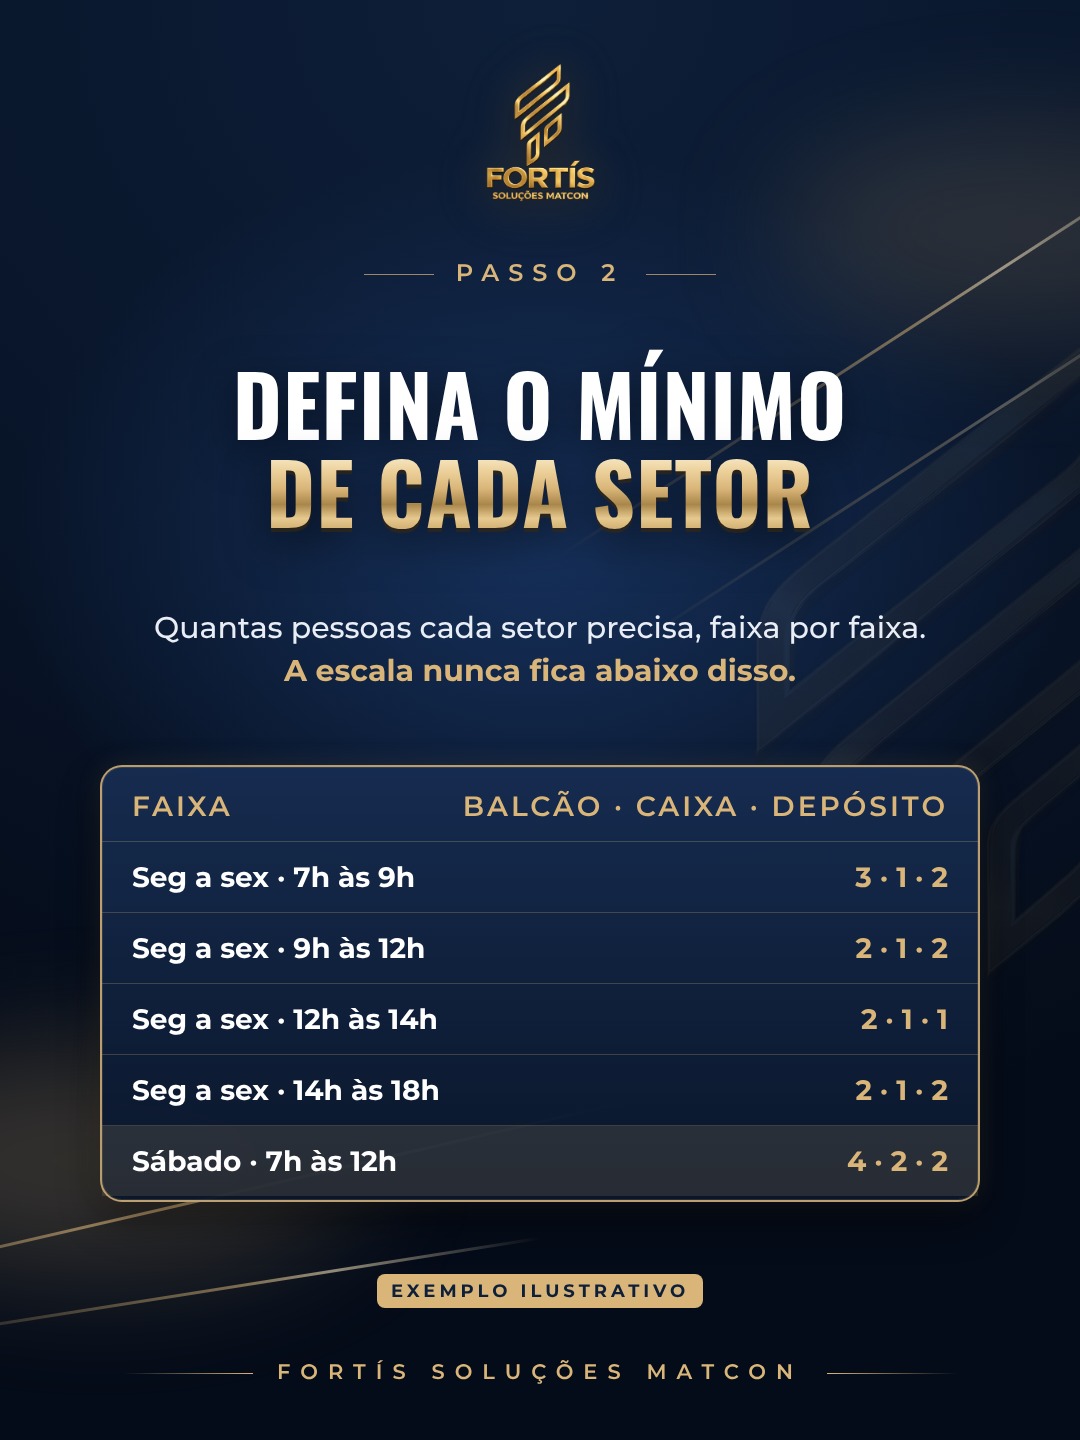 FORTÍS
SOLUÇÕES MATCON
PASSO 2
DEFINA O MÍNIMO
DE CADA SETOR
Quantas pessoas cada setor precisa, faixa por faixa.
A escala nunca fica abaixo disso.
FAIXA BALCÃO · CAIXA · DEPÓSITO
Seg a sex · 7h às 9h 3 · 1 · 2
Seg a sex · 9h às 12h 2 · 1 · 2
Seg a sex · 12h às 14h 2 · 1 · 1
Seg a sex · 14h às 18h 2 · 1 · 2
Sábado · 7h às 12h 4 · 2 · 2
EXEMPLO ILUSTRATIVO
FORTÍS SOLUÇÕES MATCON